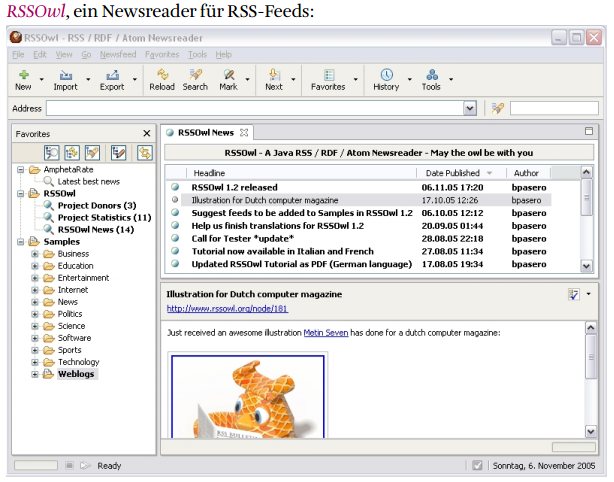 RSSOwl, ein Newsreader für RSS-Feeds:
RSSOwl - RSS / RDF / Atom Newsreader
File Edit View Go Newsfeed Favorites Tools Help
New Import Export Reload Search Mark Next Favorites History Tools
Address
Favorites
AmphetaRate
Latest best news
RSSOwl
Project Donors (3)
Project Statistics (11)
RSSOwl News (14)
Samples
Business
Education
Entertainment
Internet
News
Politics
Science
Software
Sports
Technology
Weblogs
RSSOwl News
RSSOwl - A Java RSS / RDF / Atom Newsreader - May the owl be with you
Headline Date Published Author
RSSOwl 1.2 released 06.11.05 17:20 bpasero
Illustration for Dutch computer magazine 17.10.05 12:26 bpasero
Suggest feeds to be added to Samples in RSSOwl 1.2 06.10.05 12:12 bpasero
Help us finish translations for RSSOwl 1.2 20.09.05 01:44 bpasero
Call for Tester *update* 28.08.05 22:18 bpasero
Tutorial now available in Italian and French 27.08.05 11:34 bpasero
Updated RSSOwl Tutorial as PDF (German language) 17.08.05 19:34 bpasero
Illustration for Dutch computer magazine
http://www.rssowl.org/node/181
Just received an awesome illustration Metin Seven has done for a dutch computer magazine:
RSS BULLETIN
Ready
Sonntag, 6. November 2005